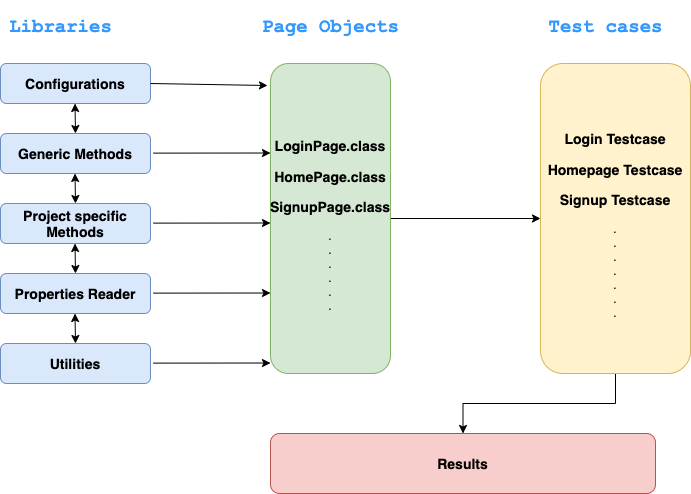 Libraries
Page Objects
Test cases
Configurations
Generic Methods
Project specific
Methods
Properties Reader
Utilities
LoginPage.class
HomePage.class
SignupPage.class
.
.
.
.
.
.
Login Testcase
Homepage Testcase
Signup Testcase
.
.
.
.
.
.
.
Results